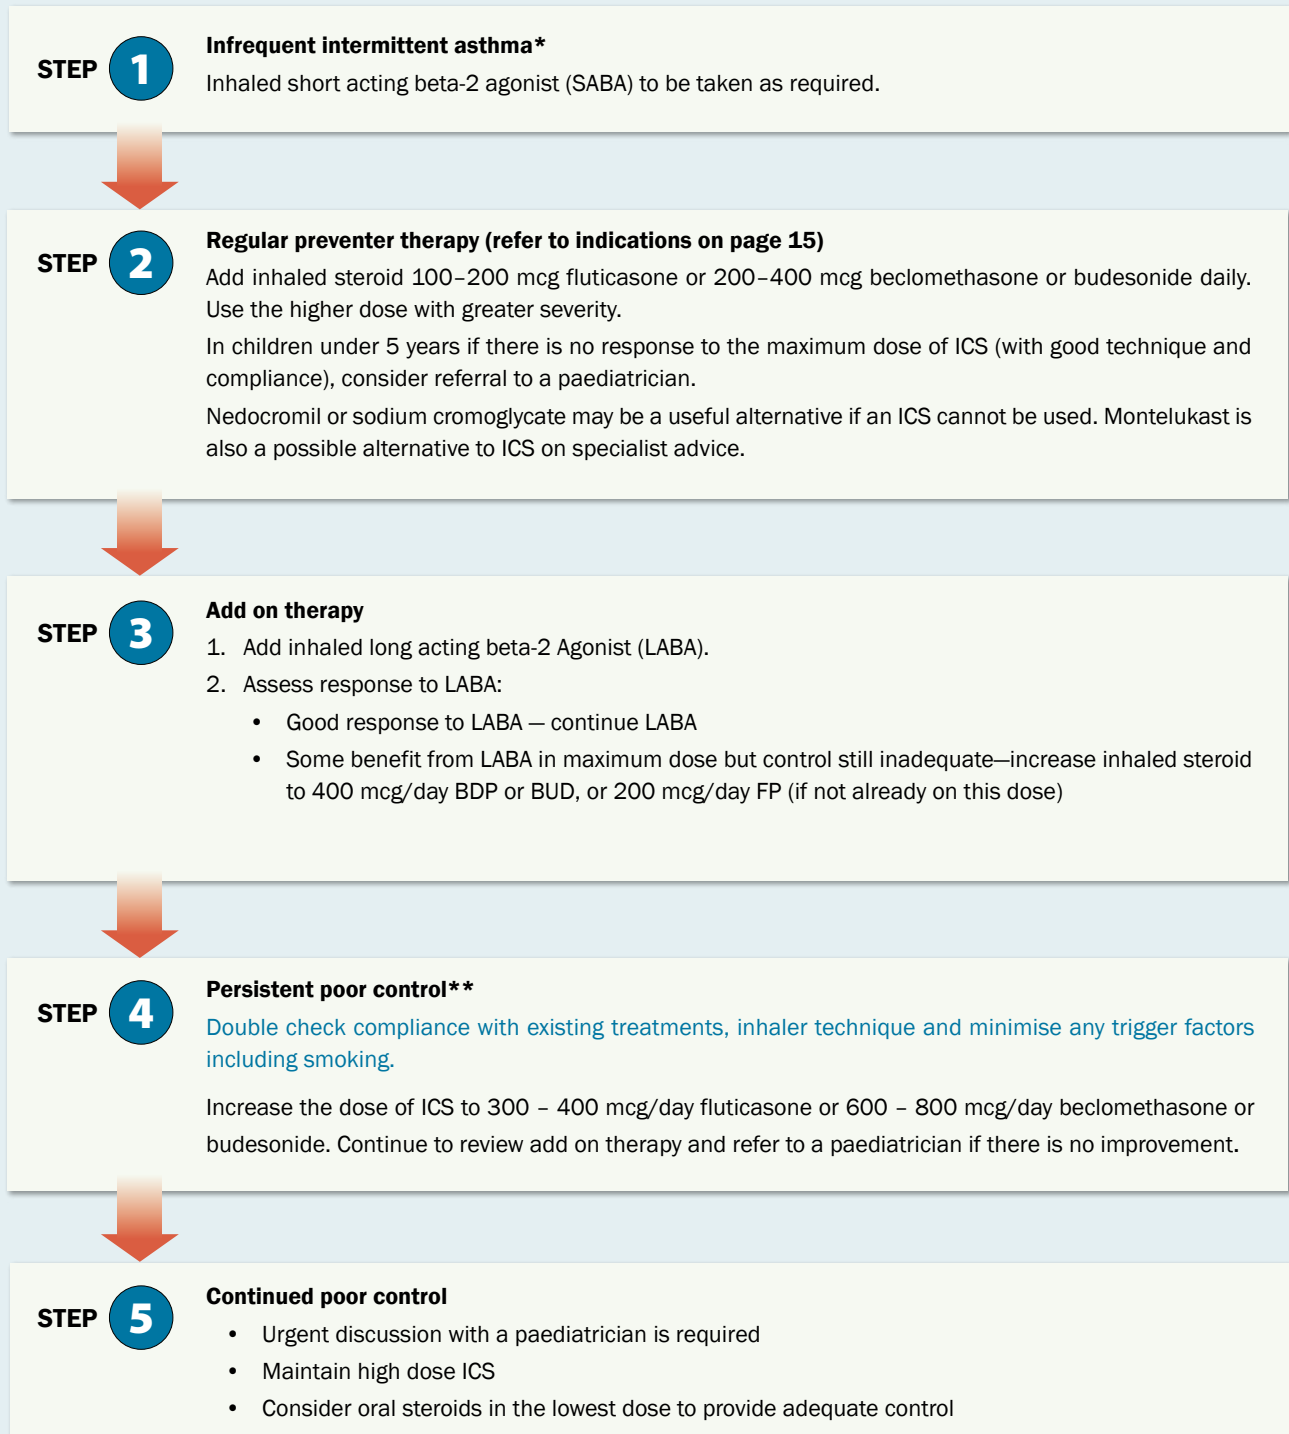 STEP 1
Infrequent intermittent asthma*
Inhaled short acting beta-2 agonist (SABA) to be taken as required.
STEP 2
Regular preventer therapy (refer to indications on page 15)
Add inhaled steroid 100–200 mcg fluticasone or 200–400 mcg beclomethasone or budesonide daily.
Use the higher dose with greater severity.
In children under 5 years if there is no response to the maximum dose of ICS (with good technique and
compliance), consider referral to a paediatrician.
Nedocromil or sodium cromoglycate may be a useful alternative if an ICS cannot be used. Montelukast is
also a possible alternative to ICS on specialist advice.
STEP 3
Add on therapy
1. Add inhaled long acting beta-2 Agonist (LABA).
2. Assess response to LABA:
• Good response to LABA — continue LABA
• Some benefit from LABA in maximum dose but control still inadequate—increase inhaled steroid
to 400 mcg/day BDP or BUD, or 200 mcg/day FP (if not already on this dose)
STEP 4
Persistent poor control**
Double check compliance with existing treatments, inhaler technique and minimise any trigger factors
including smoking.
Increase the dose of ICS to 300 – 400 mcg/day fluticasone or 600 – 800 mcg/day beclomethasone or
budesonide. Continue to review add on therapy and refer to a paediatrician if there is no improvement.
STEP 5
Continued poor control
• Urgent discussion with a paediatrician is required
• Maintain high dose ICS
• Consider oral steroids in the lowest dose to provide adequate control